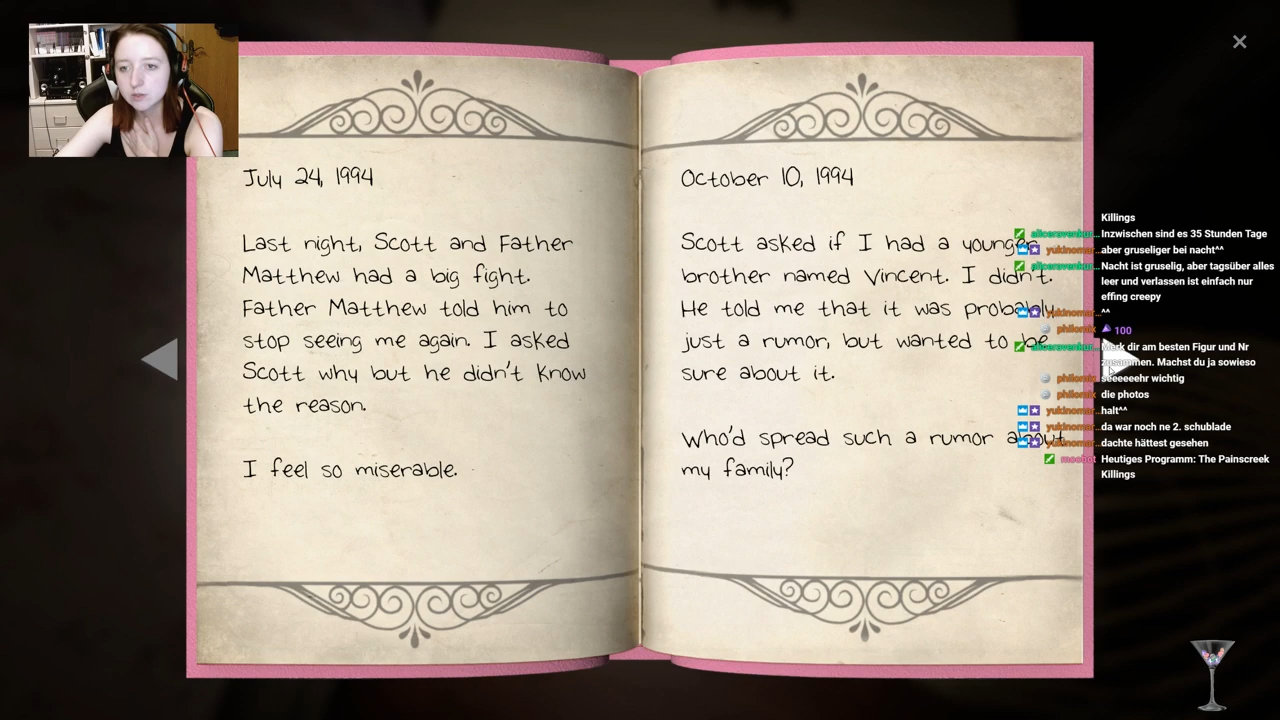 July 24, 1994
Last night, Scott and Father
Matthew had a big fight.
Father Matthew told him to
stop seeing me again. I asked
Scott why but he didn't know
the reason.
I feel so miserable.
October 10, 1994
Scott asked if I had a younger
brother named Vincent. I didn't.
He told me that it was probably
just a rumor, but wanted to be
sure about it.
Who'd spread such a rumor about
my family?
Killings
Inzwischen sind es 35 Stunden Tage
aber gruseliger bei nacht^^
Nacht ist gruselig, aber tagsüber alles
leer und verlassen ist einfach nur
effing creepy
^^
100
Merk dir am besten Figur und Nr
zusammen. Machst du ja sowieso
seeeeeehr wichtig
die photos
halt^^
da war noch ne 2. schublade
dachte hättest gesehen
Heutiges Programm: The Painscreek
Killings